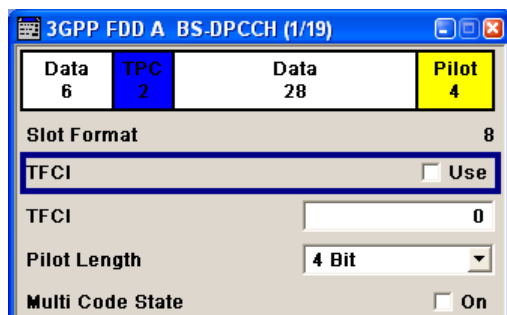 3GPP FDD A BS-DPCCH (1/19)
Data TPC Data Pilot
6 2 28 4
Slot Format 8
TFCI Use
TFCI 0
Pilot Length 4 Bit
Multi Code State On